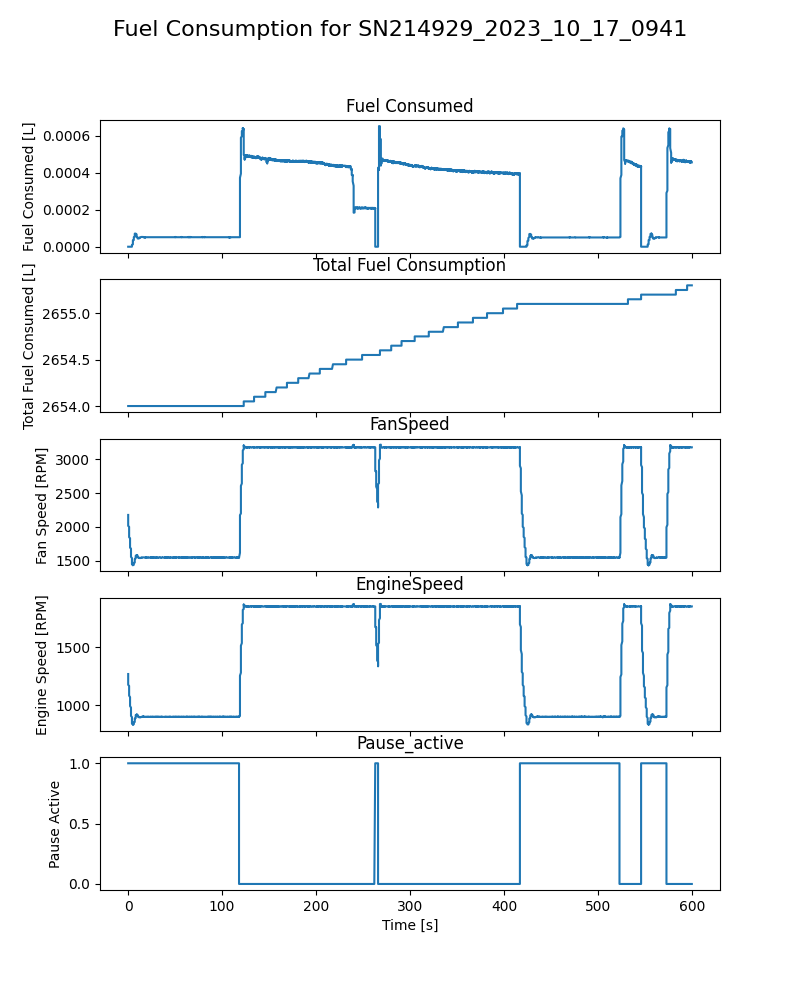 Fuel Consumption for SN214929_2023_10_17_0941
Fuel Consumed
Fuel Consumed [L]
0.0006
0.0004
0.0002
0.0000
Total Fuel Consumption
Total Fuel Consumed [L]
2655.0
2654.5
2654.0
FanSpeed
Fan Speed [RPM]
3000
2500
2000
1500
EngineSpeed
Engine Speed [RPM]
1500
1000
Pause_active
Pause Active
1.0
0.5
0.0
0 100 200 300 400 500 600
Time [s]